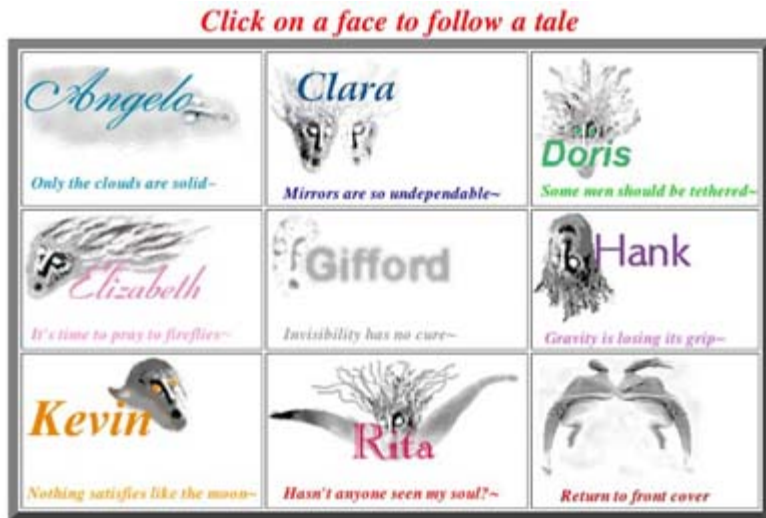 Click on a face to follow a tale
Angelo
Only the clouds are solid~
Clara
Mirrors are so undependable~
Doris
Some men should be tethered~
Elizabeth
It's time to pray to fireflies~
Gifford
Invisibility has no cure~
Hank
Gravity is losing its grip~
Kevin
Nothing satisfies like the moon~
Rita
Hasn't anyone seen my soul?~
Return to front cover